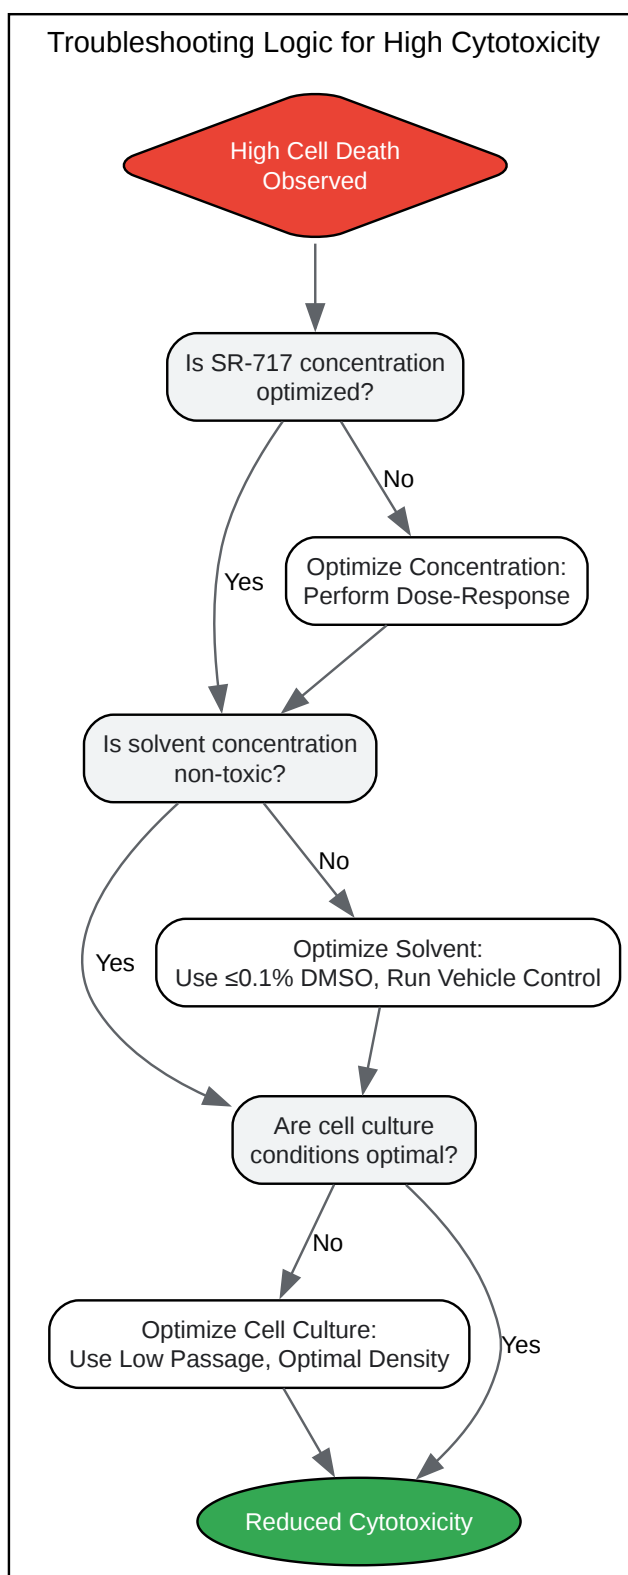 Troubleshooting Logic for High Cytotoxicity
High Cell Death
Observed
Is SR-717 concentration
optimized?
No
Yes
Optimize Concentration:
Perform Dose-Response
Is solvent concentration
non-toxic?
No
Yes
Optimize Solvent:
Use ≤0.1% DMSO, Run Vehicle Control
Are cell culture
conditions optimal?
No
Yes
Optimize Cell Culture:
Use Low Passage, Optimal Density
Reduced Cytotoxicity